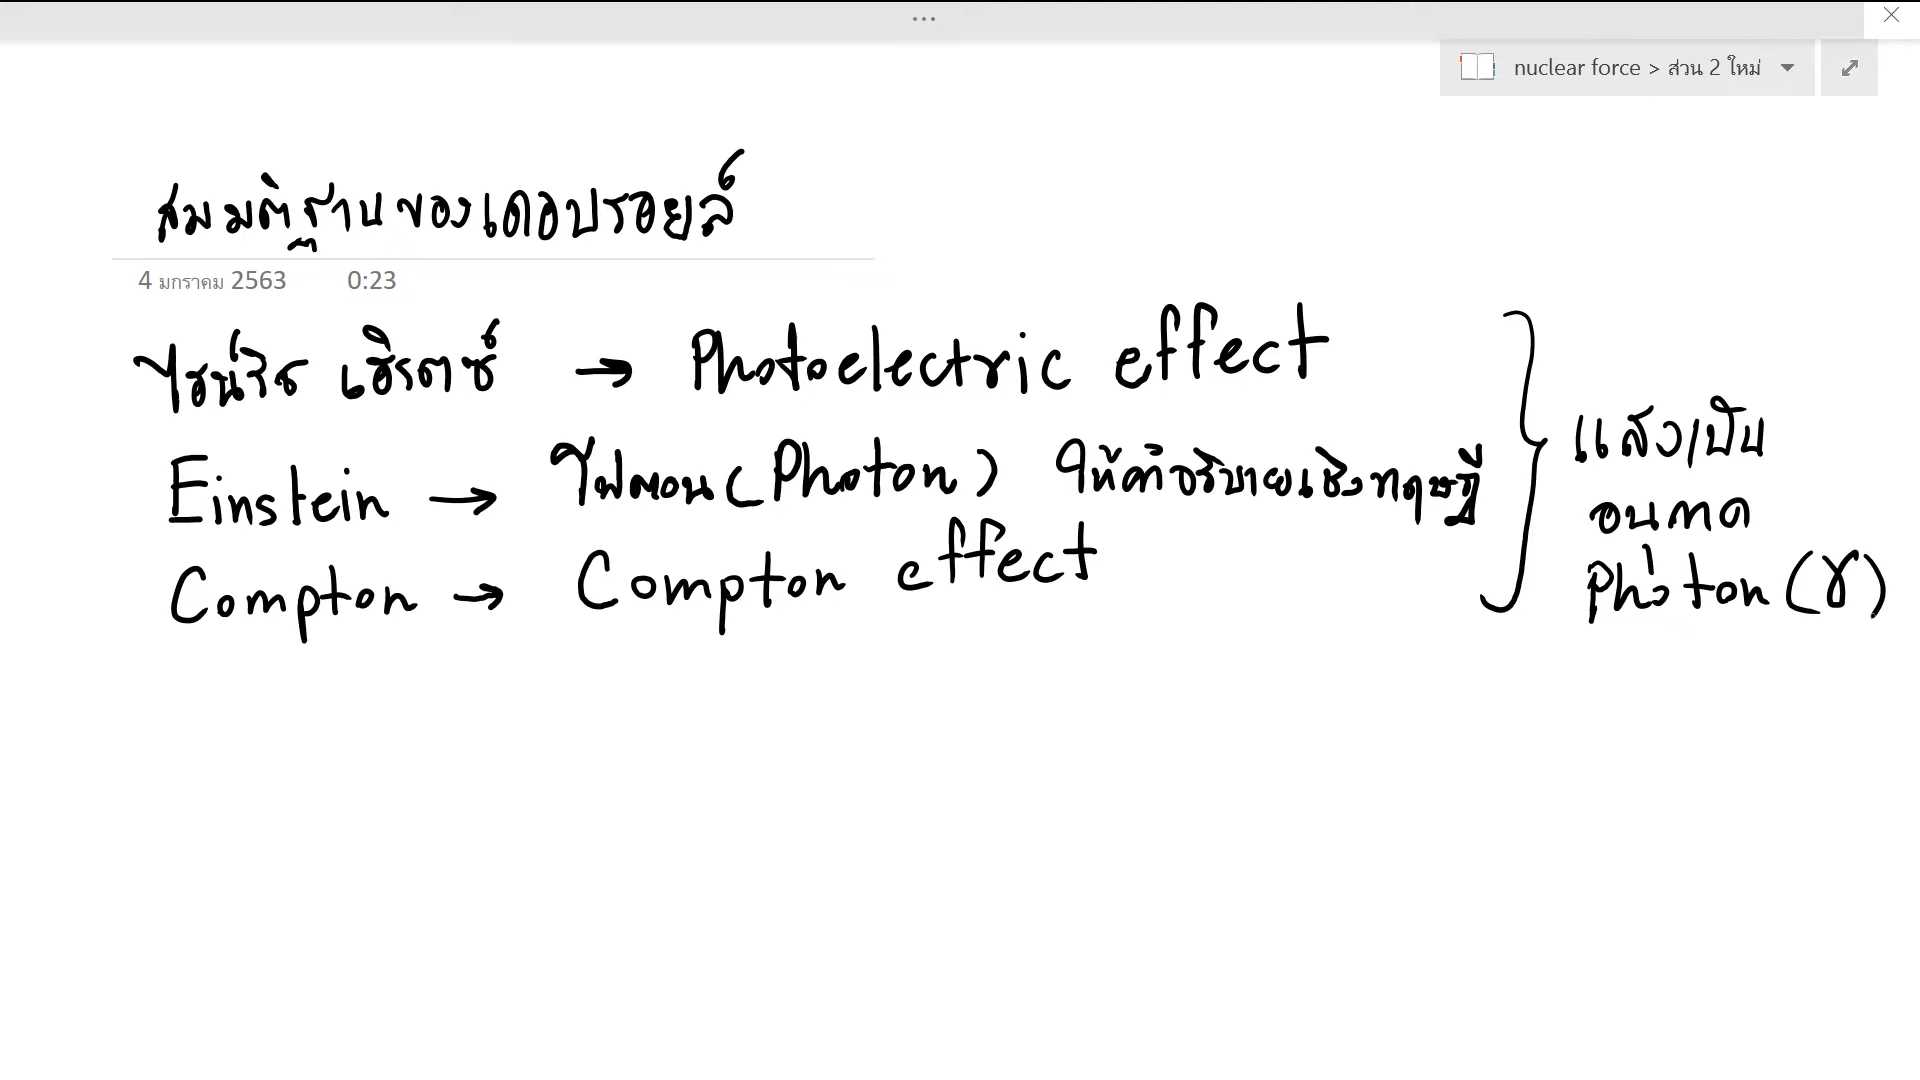 nuclear force > ส่วน 2 ใหม่
สมมติฐานของเดอบรอยล์
4 มกราคม 2563 0:23
ไฮน์ริช เฮิรตซ์ → Photoelectric effect
Einstein → โฟตอน (Photon) ให้คำอธิบายเชิงทฤษฎี
Compton → Compton effect
แสงเป็น
อนุภาค
Photon (γ)